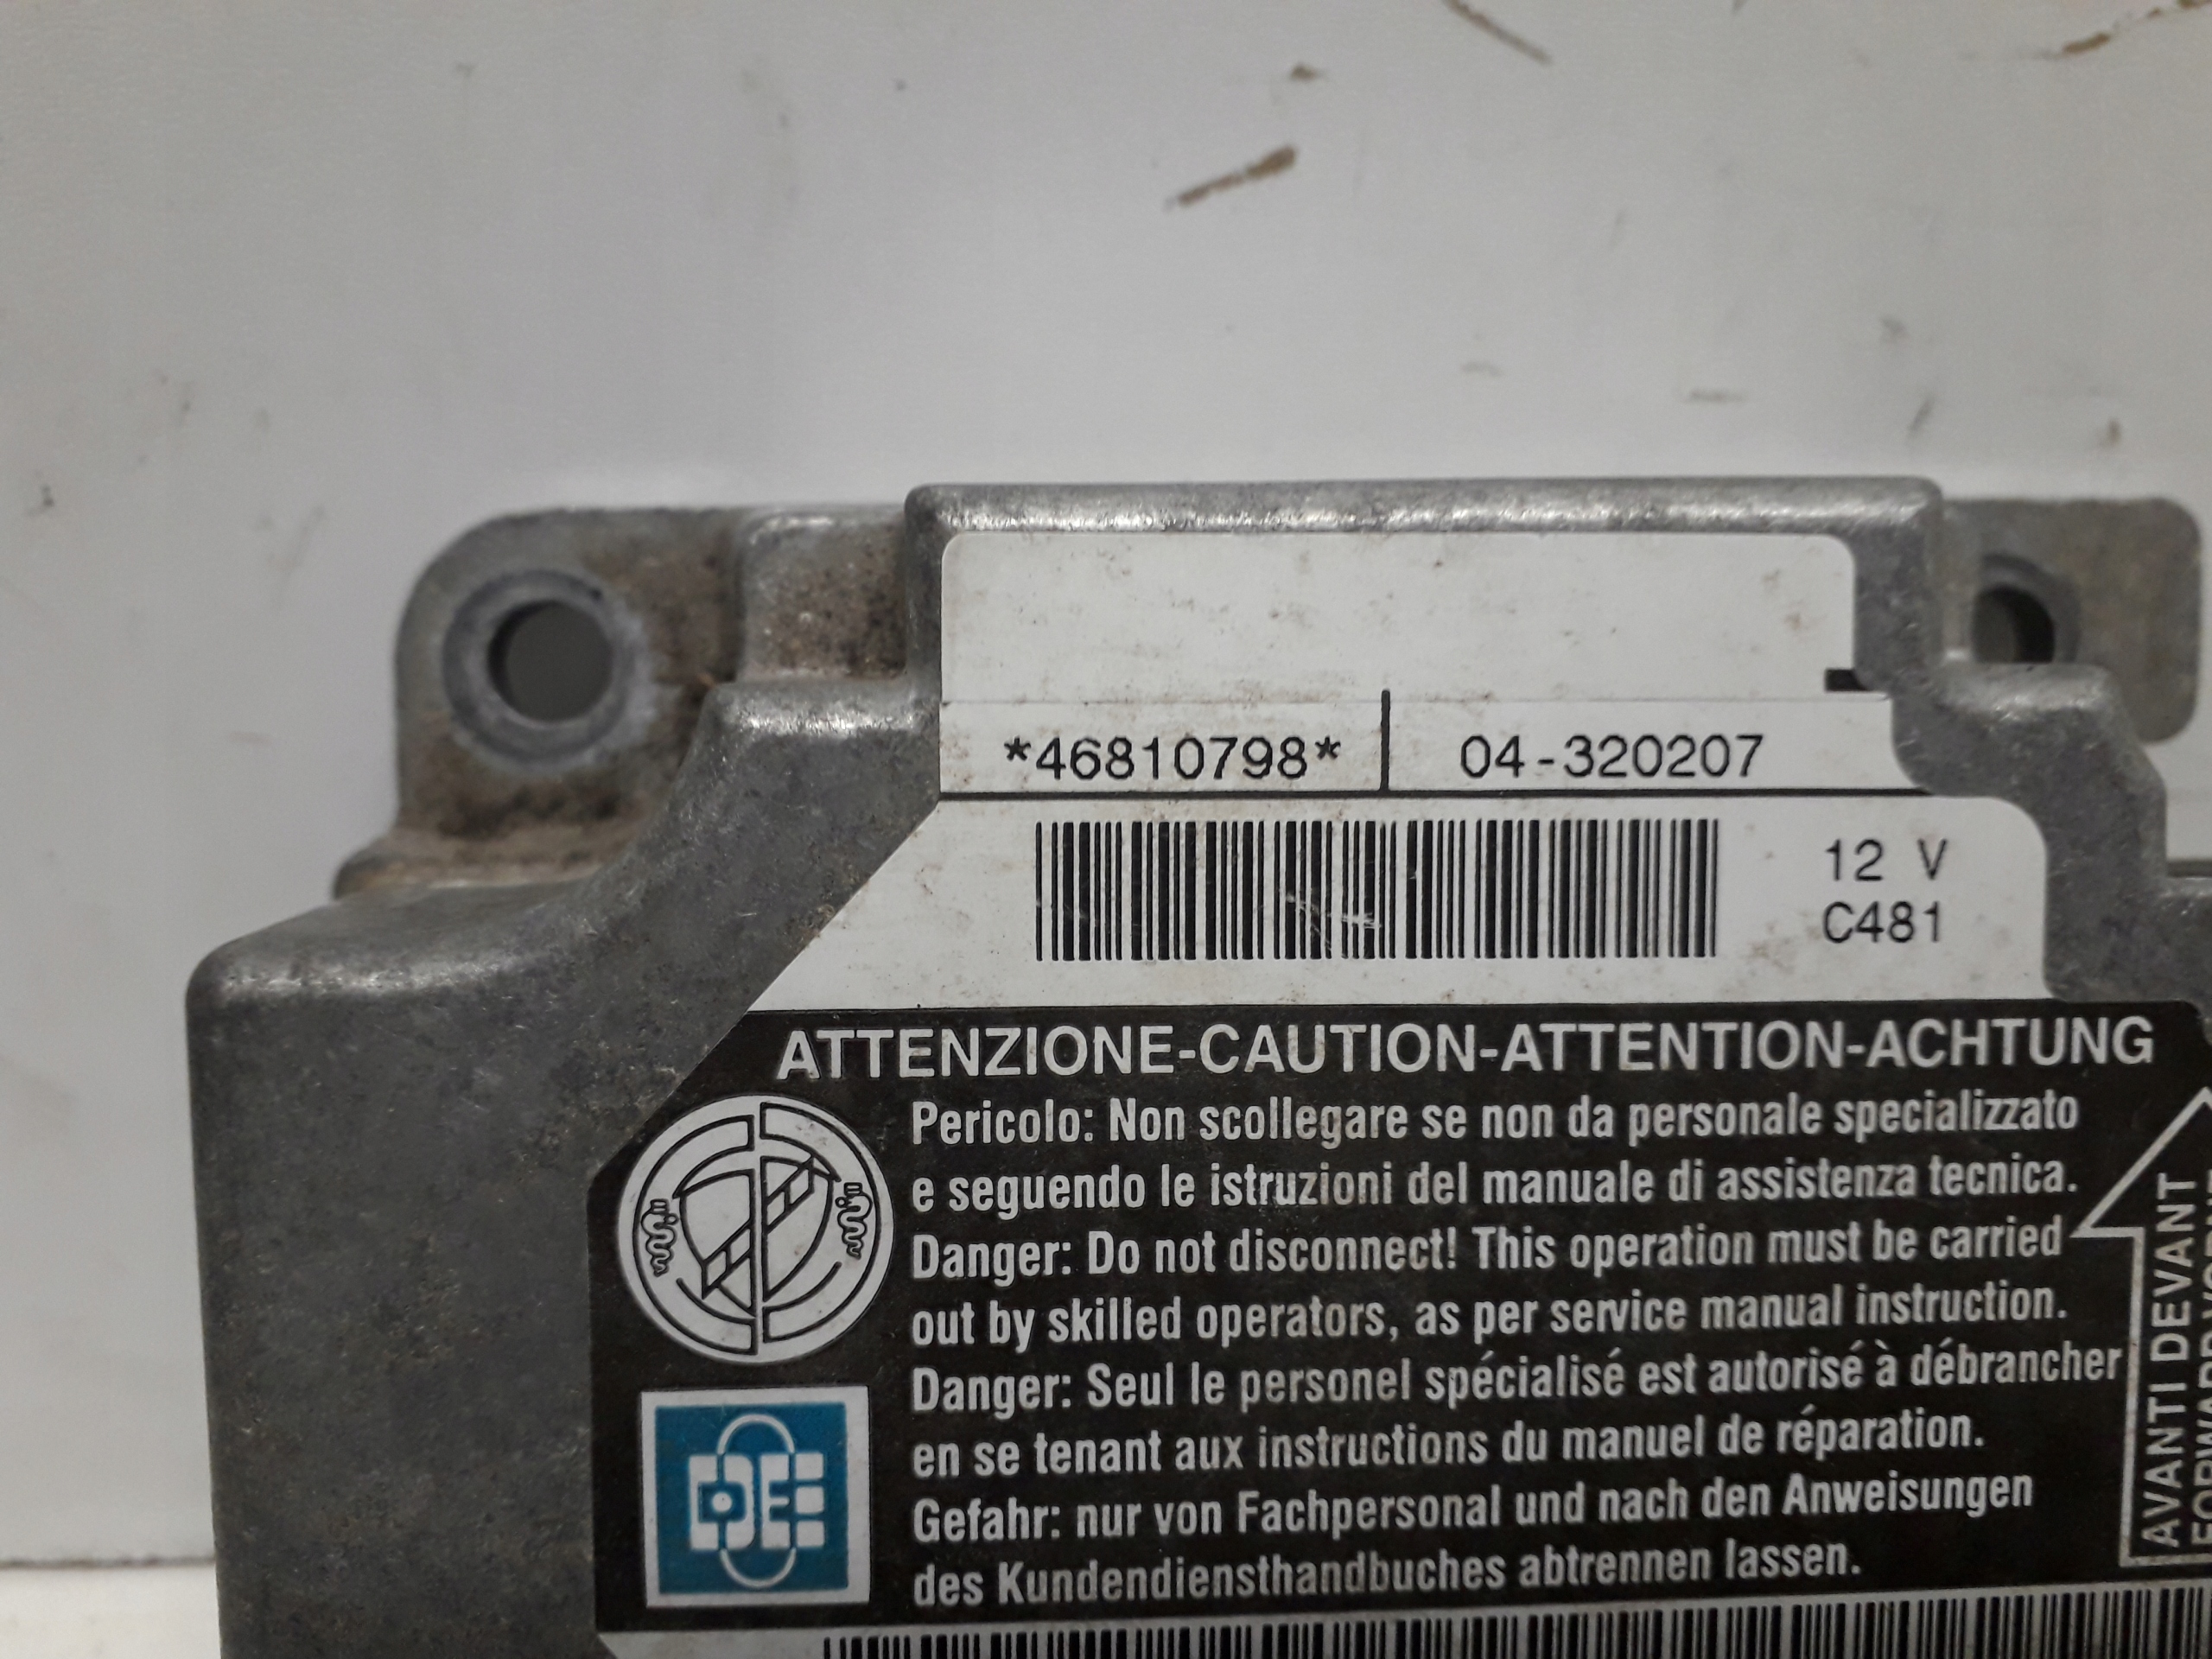 *46810798* 04-320207
12 V
C481
ATTENZIONE-CAUTION-ATTENTION-ACHTUNG
Pericolo: Non scollegare se non da personale specializzato
e seguendo le istruzioni del manuale di assistenza tecnica.
Danger: Do not disconnect! This operation must be carried
out by skilled operators, as per service manual instruction.
Danger: Seul le personel spécialisé est autorisé à débrancher
en se tenant aux instructions du manuel de réparation.
Gefahr: nur von Fachpersonal und nach den Anweisungen
des Kundendiensthandbuches abtrennen lassen.
AVANTI DEVANT